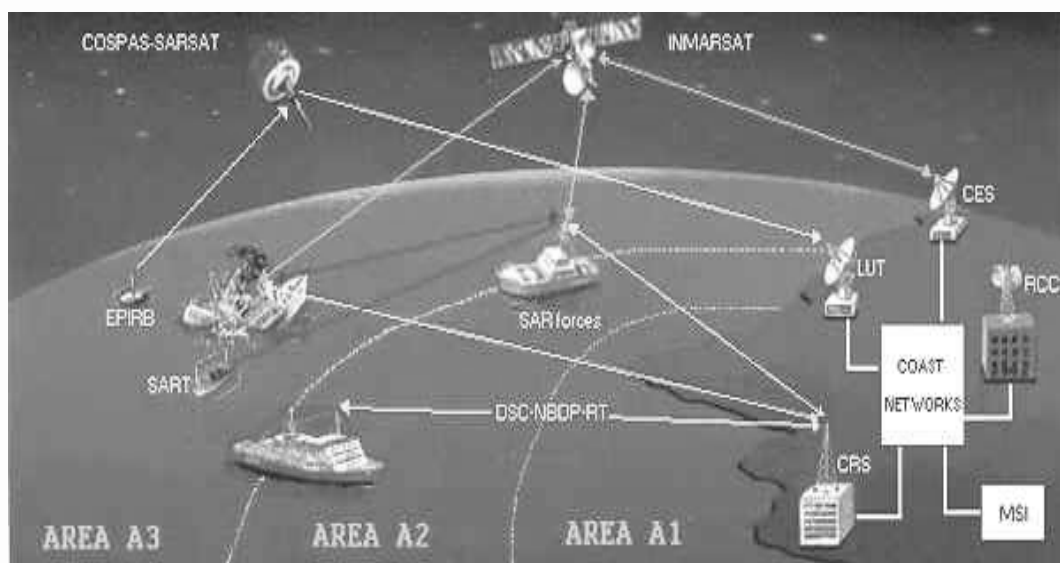 COSPAS-SARSAT
INMARSAT
CES
LUT
RCC
EPIRB
SAR forces
SART
COAST
NETWORKS
DSC-NBDP-RT
CRS
MSI
AREA A3
AREA A2
AREA A1